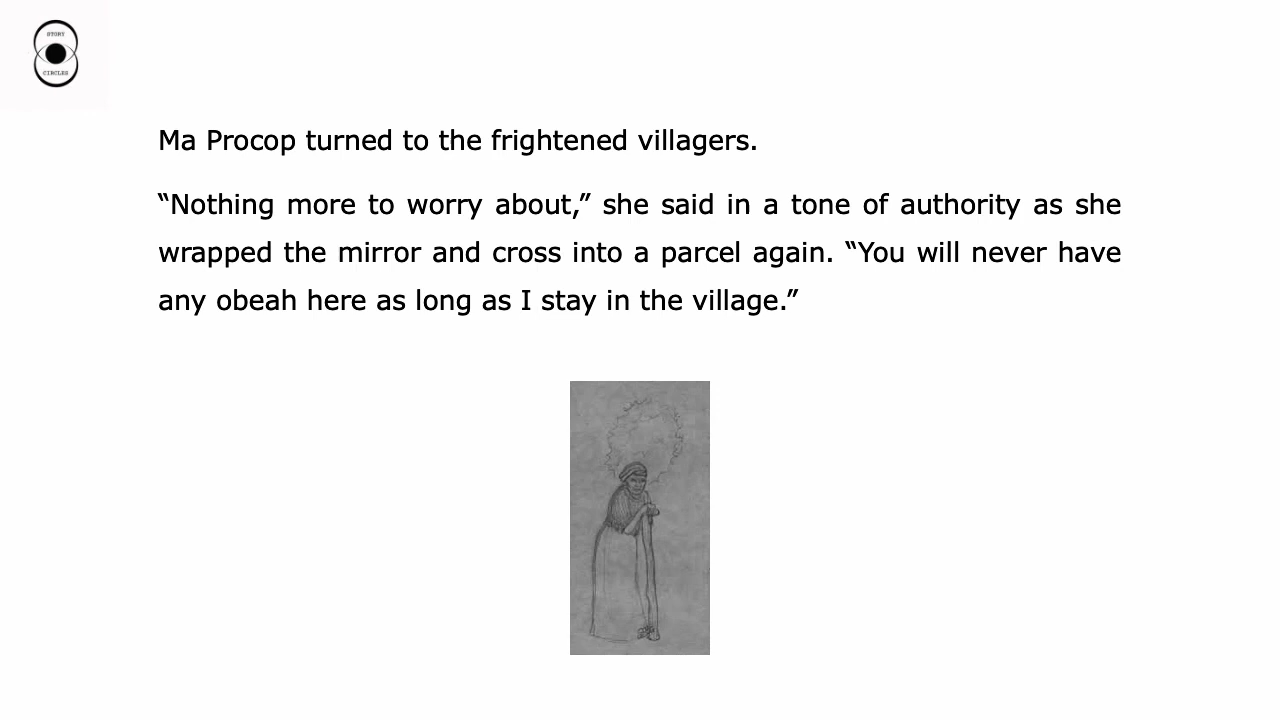 STORY
CIRCLES
Ma Procop turned to the frightened villagers.
“Nothing more to worry about,” she said in a tone of authority as she
wrapped the mirror and cross into a parcel again. “You will never have
any obeah here as long as I stay in the village.”